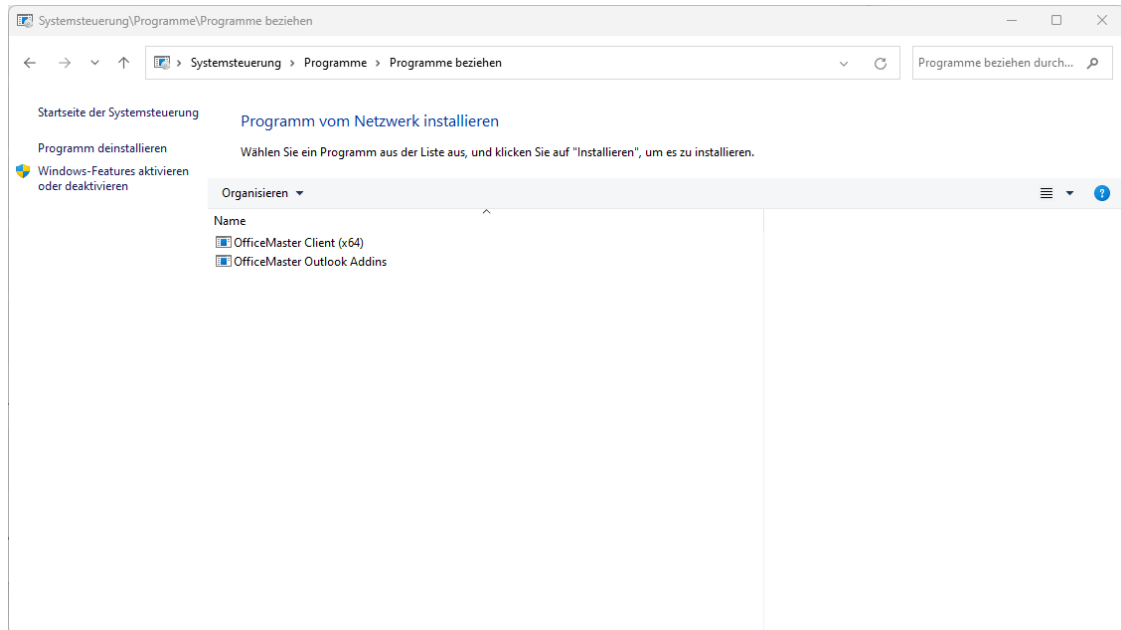 Systemsteuerung\Programme\Programme beziehen
Systemsteuerung > Programme > Programme beziehen
Programme beziehen durch...
Startseite der Systemsteuerung
Programm vom Netzwerk installieren
Programm deinstallieren
Wählen Sie ein Programm aus der Liste aus, und klicken Sie auf "Installieren", um es zu installieren.
Windows-Features aktivieren
oder deaktivieren
Organisieren
Name
OfficeMaster Client (x64)
OfficeMaster Outlook Addins